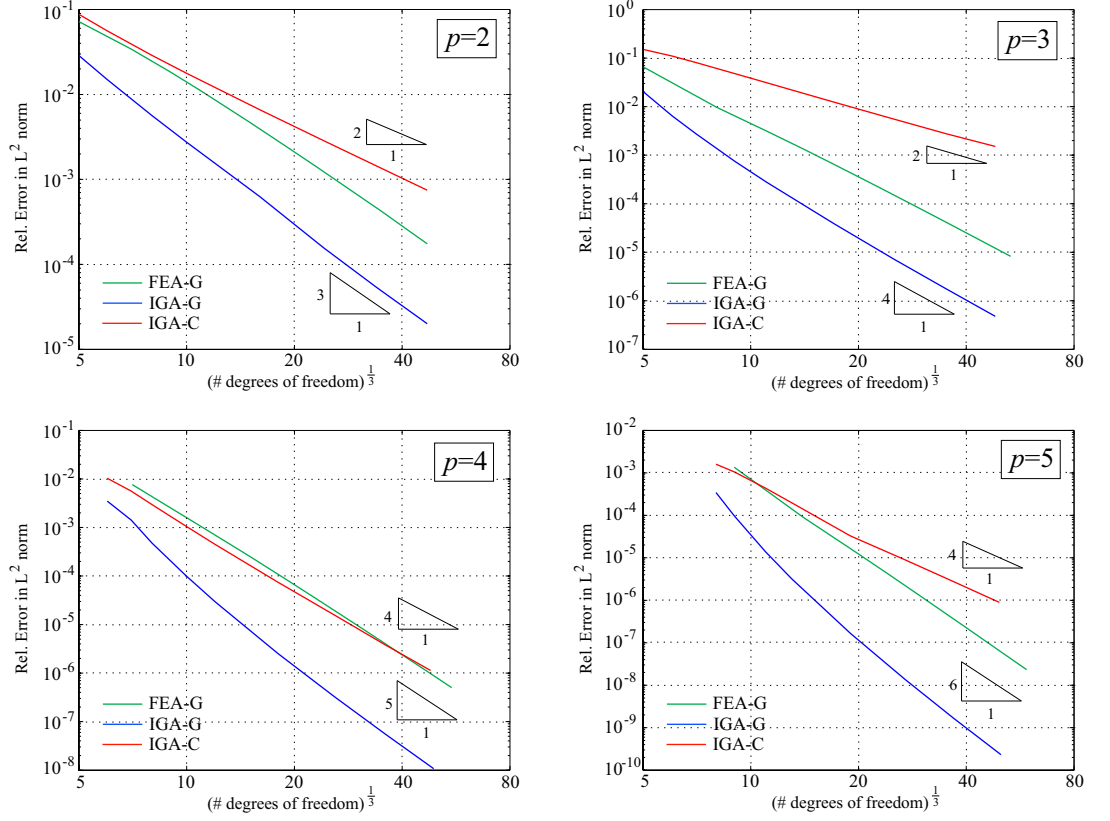 p=2
Rel. Error in L² norm
10⁻¹
10⁻²
10⁻³
10⁻⁴
10⁻⁵
2
1
3
1
FEA-G
IGA-G
IGA-C
5 10 20 40 80
(# degrees of freedom) 1/3
p=3
Rel. Error in L² norm
10⁰
10⁻¹
10⁻²
10⁻³
10⁻⁴
10⁻⁵
10⁻⁶
10⁻⁷
2
1
4
1
FEA-G
IGA-G
IGA-C
5 10 20 40 80
(# degrees of freedom) 1/3
p=4
Rel. Error in L² norm
10⁻¹
10⁻²
10⁻³
10⁻⁴
10⁻⁵
10⁻⁶
10⁻⁷
10⁻⁸
4
1
5
1
FEA-G
IGA-G
IGA-C
5 10 20 40 80
(# degrees of freedom) 1/3
p=5
Rel. Error in L² norm
10⁻²
10⁻³
10⁻⁴
10⁻⁵
10⁻⁶
10⁻⁷
10⁻⁸
10⁻⁹
10⁻¹⁰
4
1
6
1
FEA-G
IGA-G
IGA-C
5 10 20 40 80
(# degrees of freedom) 1/3